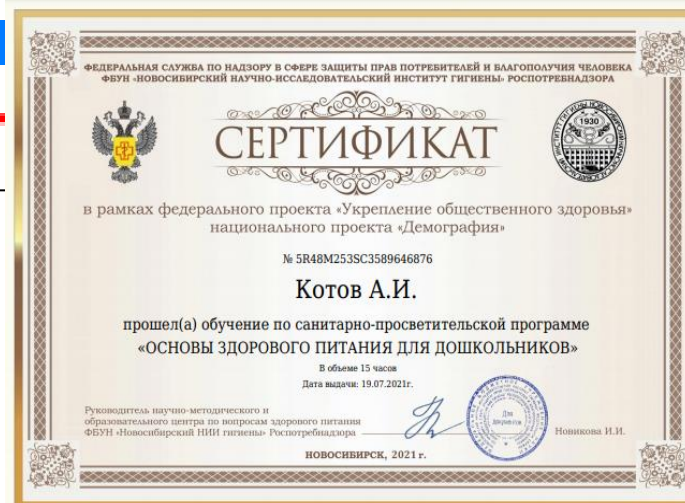 ФЕДЕРАЛЬНАЯ СЛУЖБА ПО НАДЗОРУ В СФЕРЕ ЗАЩИТЫ ПРАВ ПОТРЕБИТЕЛЕЙ И БЛАГОПОЛУЧИЯ ЧЕЛОВЕКА
ФБУН «НОВОСИБИРСКИЙ НАУЧНО-ИССЛЕДОВАТЕЛЬСКИЙ ИНСТИТУТ ГИГИЕНЫ» РОСПОТРЕБНАДЗОРА
1930
СЕРТИФИКАТ
в рамках федерального проекта «Укрепление общественного здоровья»
национального проекта «Демография»
№ 5R48M253SC3589646876
Котов А.И.
прошел(а) обучение по санитарно-просветительской программе
«ОСНОВЫ ЗДОРОВОГО ПИТАНИЯ ДЛЯ ДОШКОЛЬНИКОВ»
В объеме 15 часов
Дата выдачи: 19.07.2021г.
Руководитель научно-методического и
образовательного центра по вопросам здорового питания
ФБУН «Новосибирский НИИ гигиены» Роспотребнадзора
Для
документов
Новикова И.И.
НОВОСИБИРСК, 2021 г.